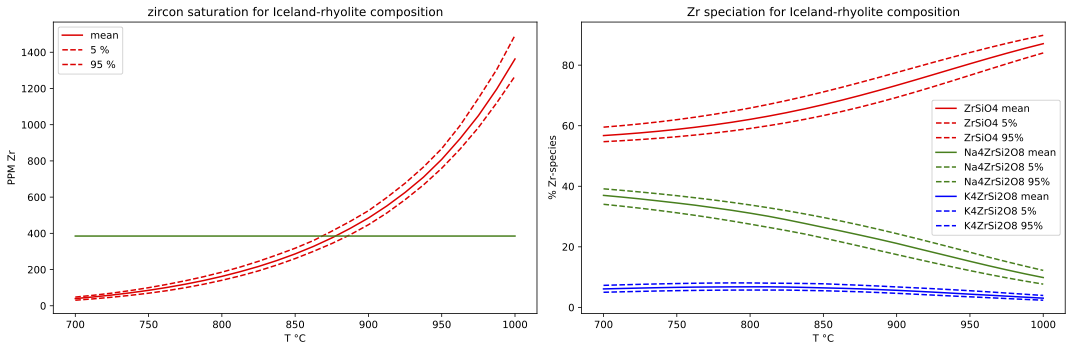 zircon saturation for Iceland-rhyolite composition
mean
5 %
95 %
PPM Zr
1400
1200
1000
800
600
400
200
0
700
750
800
850
900
950
1000
T °C
Zr speciation for Iceland-rhyolite composition
ZrSiO4 mean
ZrSiO4 5%
ZrSiO4 95%
Na4ZrSi2O8 mean
Na4ZrSi2O8 5%
Na4ZrSi2O8 95%
K4ZrSi2O8 mean
K4ZrSi2O8 5%
K4ZrSi2O8 95%
% Zr-species
80
60
40
20
0
700
750
800
850
900
950
1000
T °C